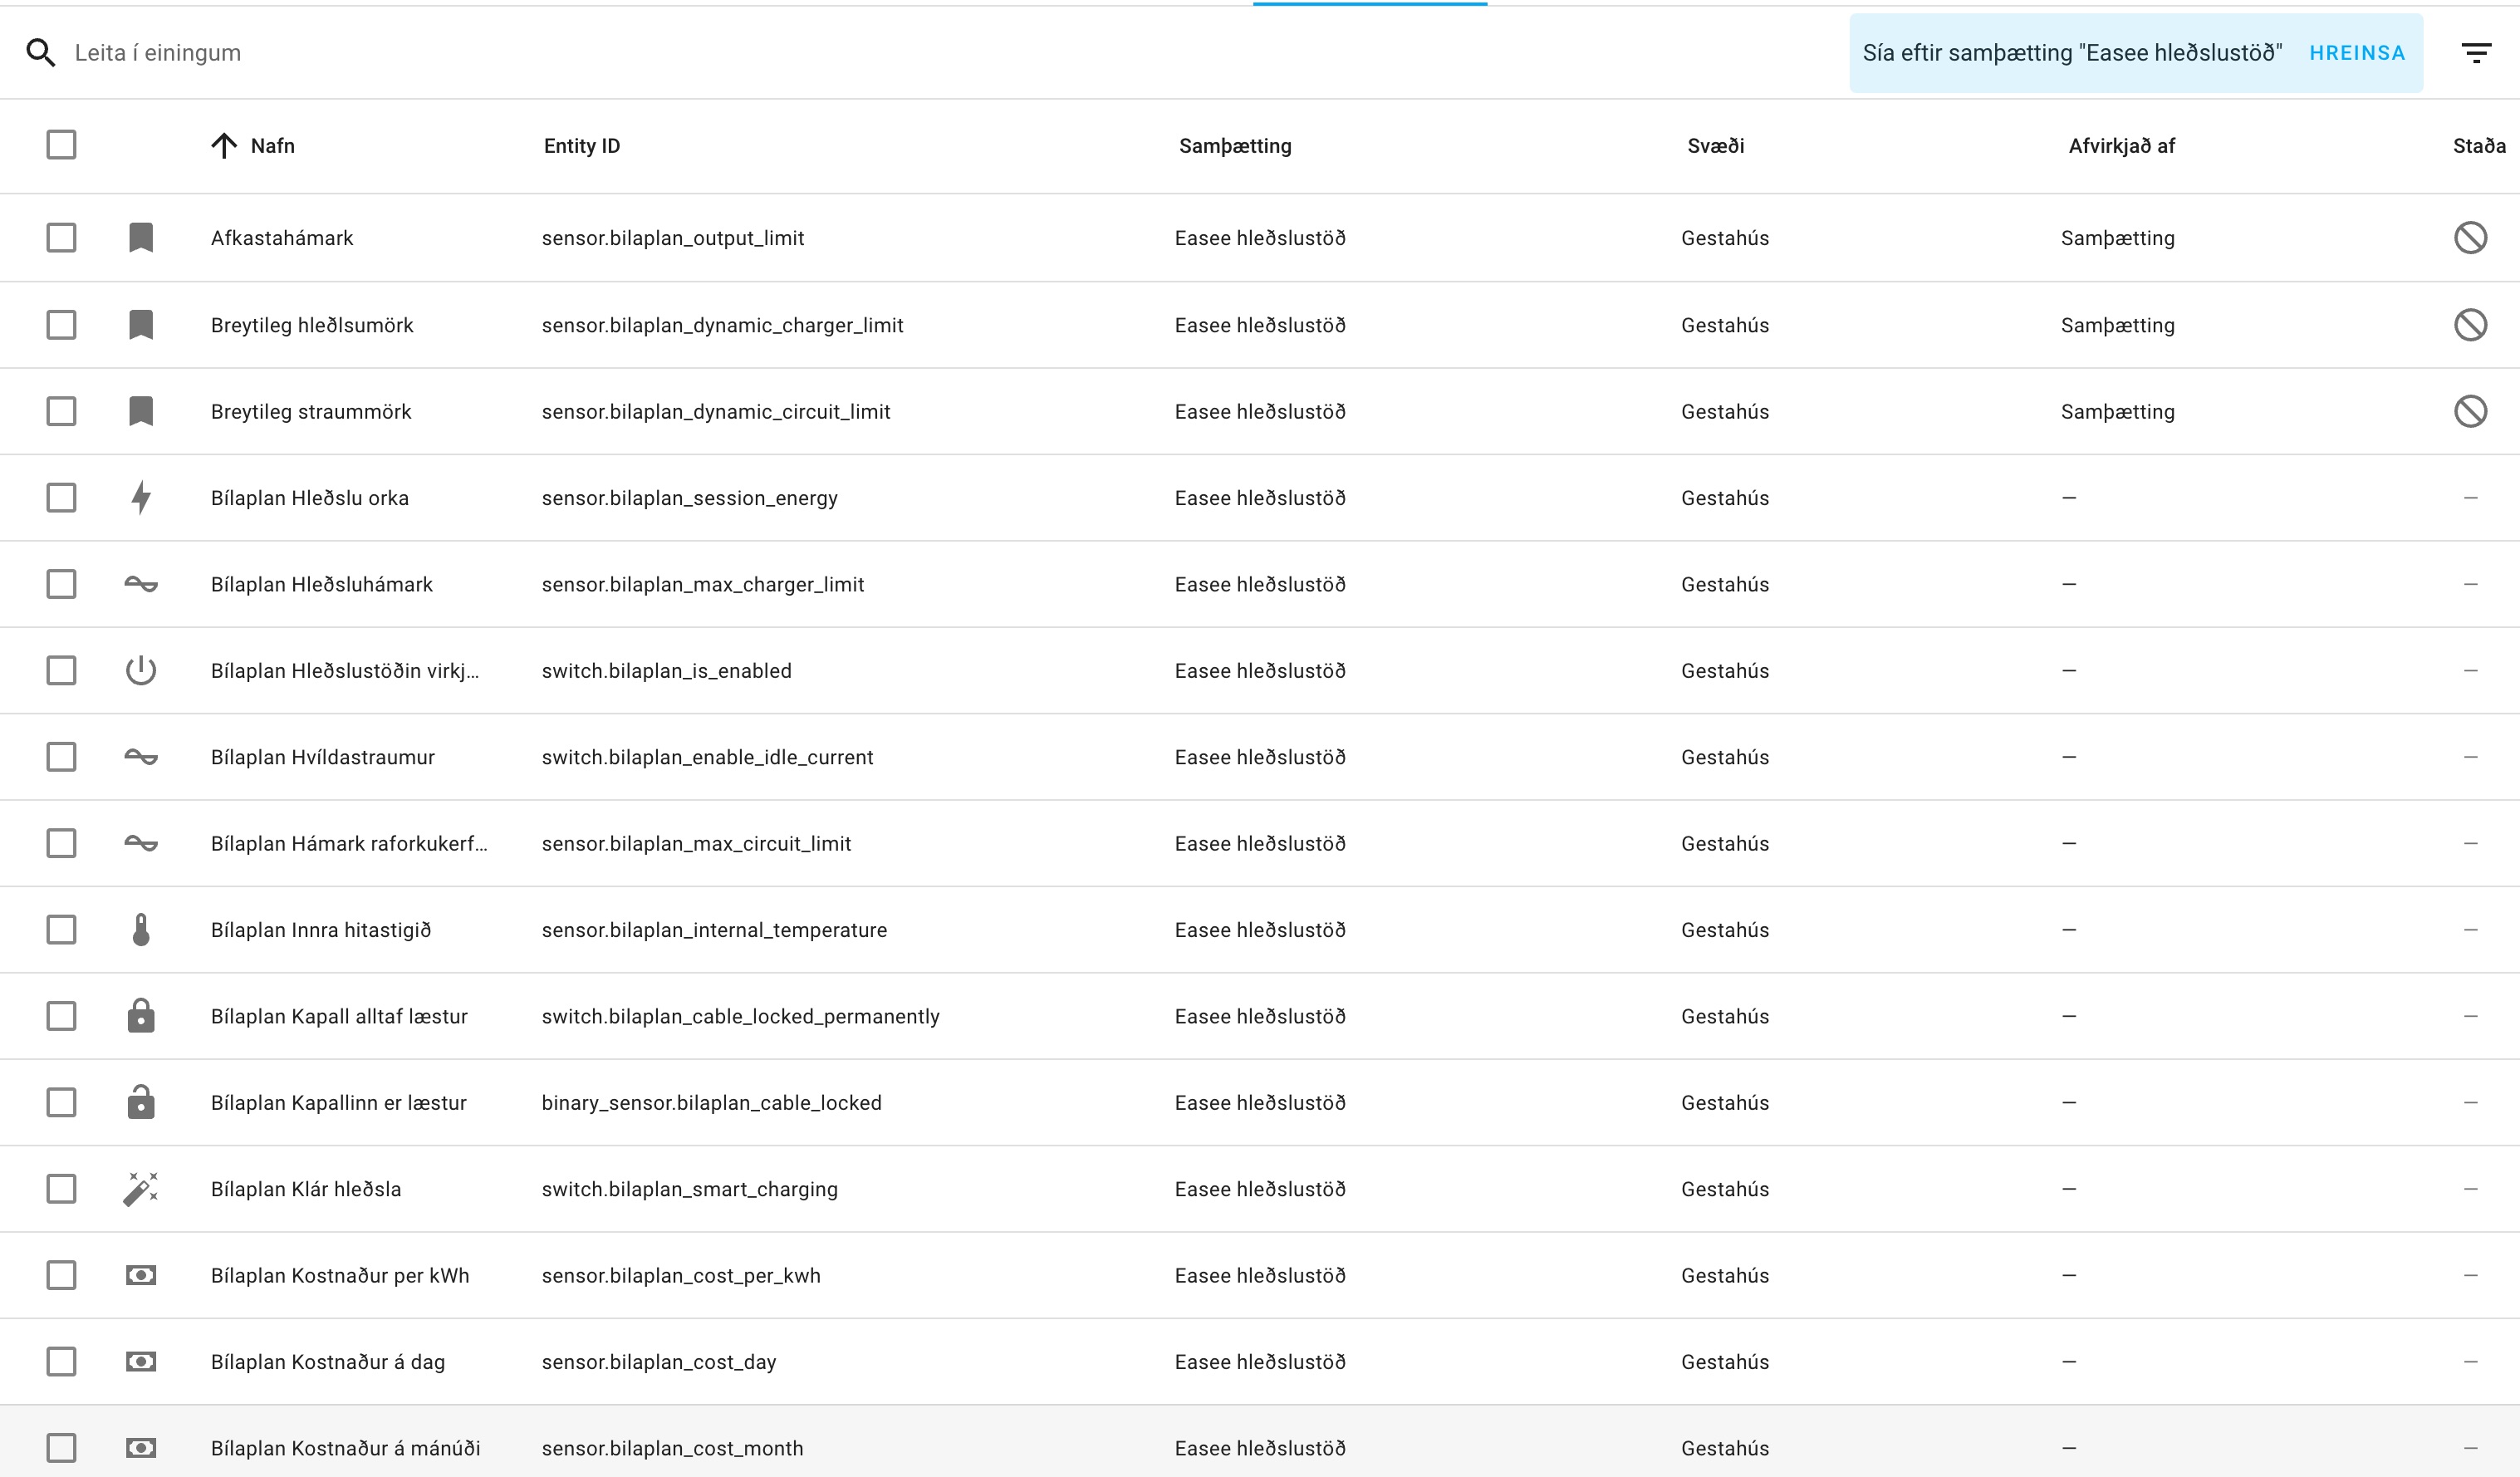 Leita í einingum
Sía eftir samþætting "Easee hleðslustöð" HREINSA
Nafn Entity ID Samþætting Svæði Afvirkjað af Staða
Afkastahámark sensor.bilaplan_output_limit Easee hleðslustöð Gestahús Samþætting
Breytileg hleðlsumörk sensor.bilaplan_dynamic_charger_limit Easee hleðslustöð Gestahús Samþætting
Breytileg straummörk sensor.bilaplan_dynamic_circuit_limit Easee hleðslustöð Gestahús Samþætting
Bílaplan Hleðslu orka sensor.bilaplan_session_energy Easee hleðslustöð Gestahús — —
Bílaplan Hleðsluhámark sensor.bilaplan_max_charger_limit Easee hleðslustöð Gestahús — —
Bílaplan Hleðslustöðin virkj… switch.bilaplan_is_enabled Easee hleðslustöð Gestahús — —
Bílaplan Hvíldastraumur switch.bilaplan_enable_idle_current Easee hleðslustöð Gestahús — —
Bílaplan Hámark raforkukerf… sensor.bilaplan_max_circuit_limit Easee hleðslustöð Gestahús — —
Bílaplan Innra hitastigið sensor.bilaplan_internal_temperature Easee hleðslustöð Gestahús — —
Bílaplan Kapall alltaf læstur switch.bilaplan_cable_locked_permanently Easee hleðslustöð Gestahús — —
Bílaplan Kapallinn er læstur binary_sensor.bilaplan_cable_locked Easee hleðslustöð Gestahús — —
Bílaplan Klár hleðsla switch.bilaplan_smart_charging Easee hleðslustöð Gestahús — —
Bílaplan Kostnaður per kWh sensor.bilaplan_cost_per_kwh Easee hleðslustöð Gestahús — —
Bílaplan Kostnaður á dag sensor.bilaplan_cost_day Easee hleðslustöð Gestahús — —
Bílaplan Kostnaður á mánúði sensor.bilaplan_cost_month Easee hleðslustöð Gestahús — —